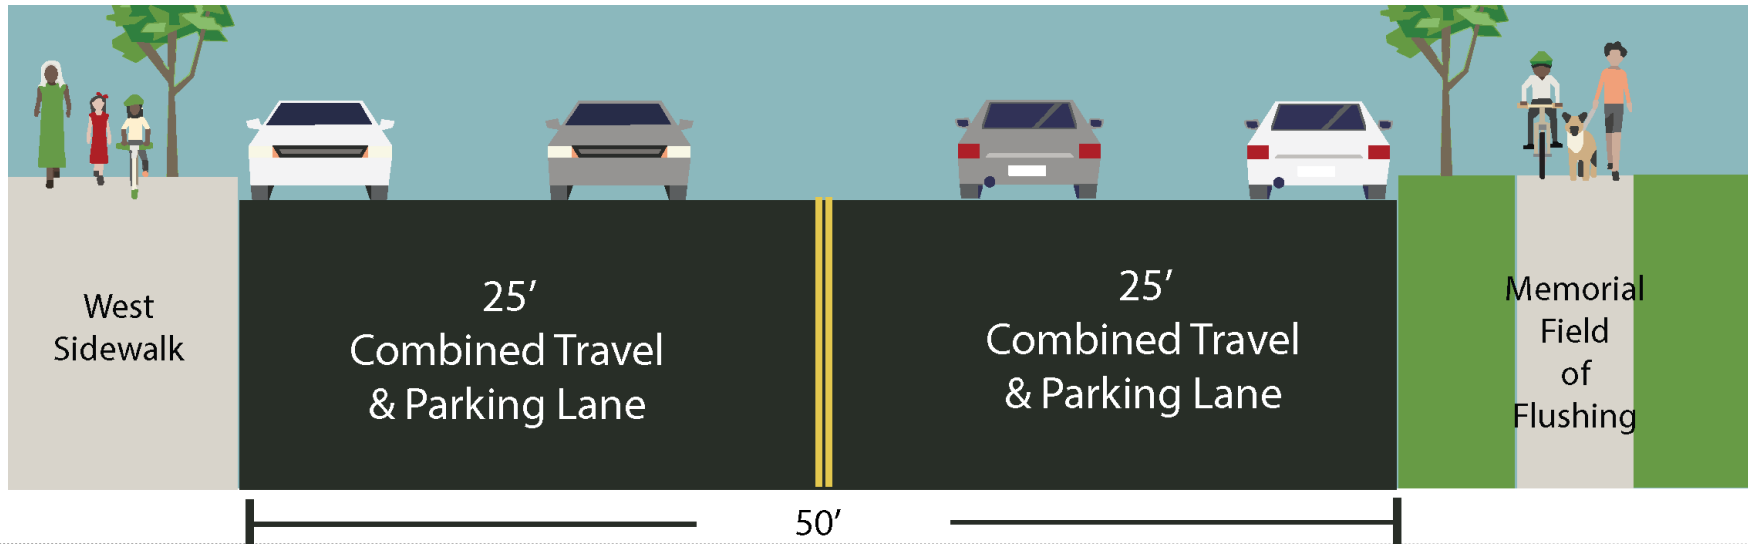 West
Sidewalk
25’
Combined Travel
& Parking Lane
25’
Combined Travel
& Parking Lane
Memorial
Field
of
Flushing
50’